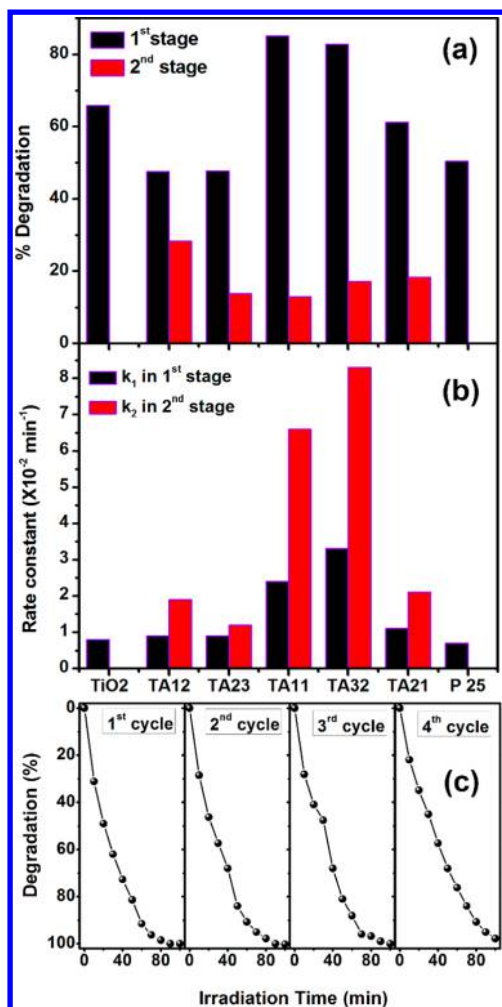 1st stage
2nd stage
(a)
% Degradation
80
60
40
20
0
k1 in 1st stage
k2 in 2nd stage
(b)
Rate constant (X10-2 min-1)
8
7
6
5
4
3
2
1
0
TiO2 TA12 TA23 TA11 TA32 TA21 P 25
1st cycle 2nd cycle 3rd cycle 4th cycle
(c)
Degradation (%)
0
20
40
60
80
100
0 40 80 0 40 80 0 40 80 0 40 80
Irradiation Time (min)